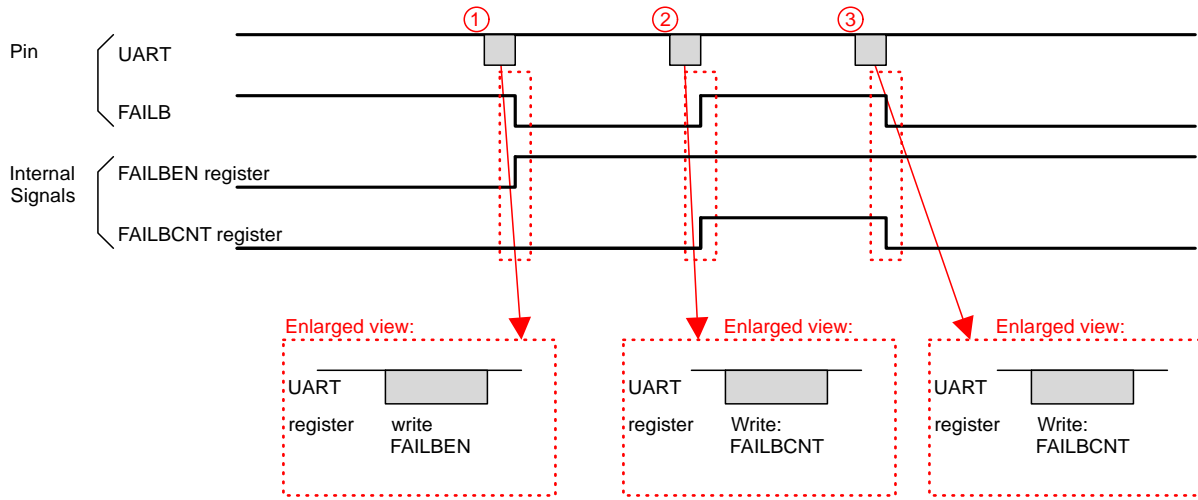 ① ② ③
Pin
UART
FAILB
Internal
Signals
FAILBEN register
FAILBCNT register
Enlarged view:
UART
register write
FAILBEN
Enlarged view:
UART
register Write:
FAILBCNT
Enlarged view:
UART
register Write:
FAILBCNT